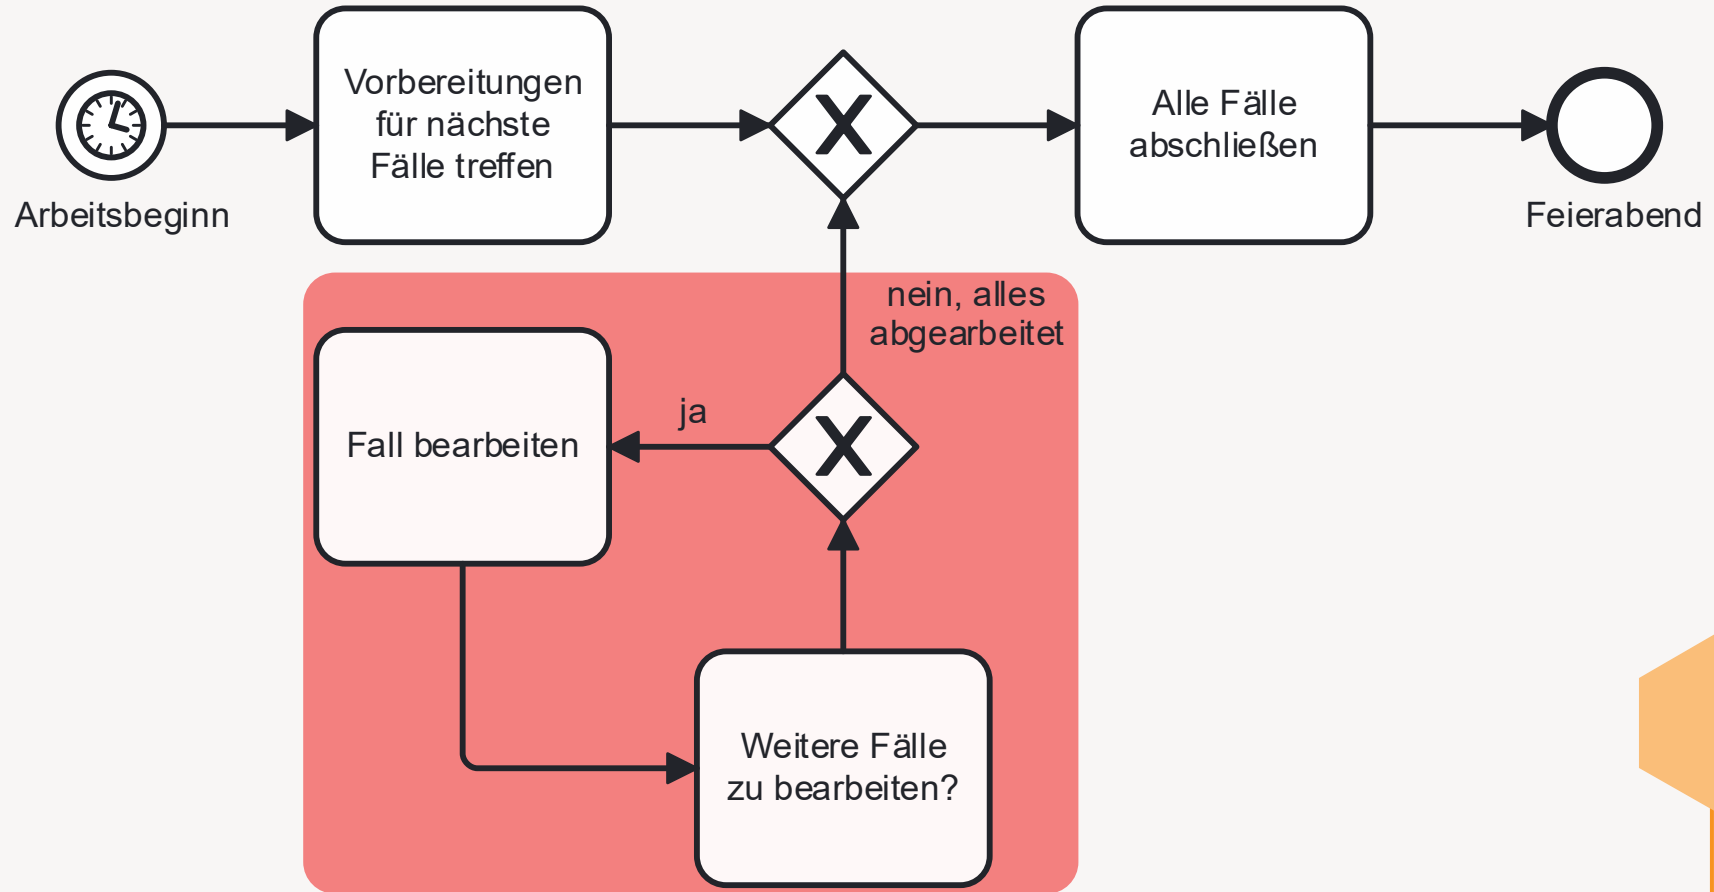 Vorbereitungen
für nächste
Fälle treffen
Alle Fälle
abschließen
Arbeitsbeginn
Feierabend
nein, alles
abgearbeitet
ja
Fall bearbeiten
Weitere Fälle
zu bearbeiten?